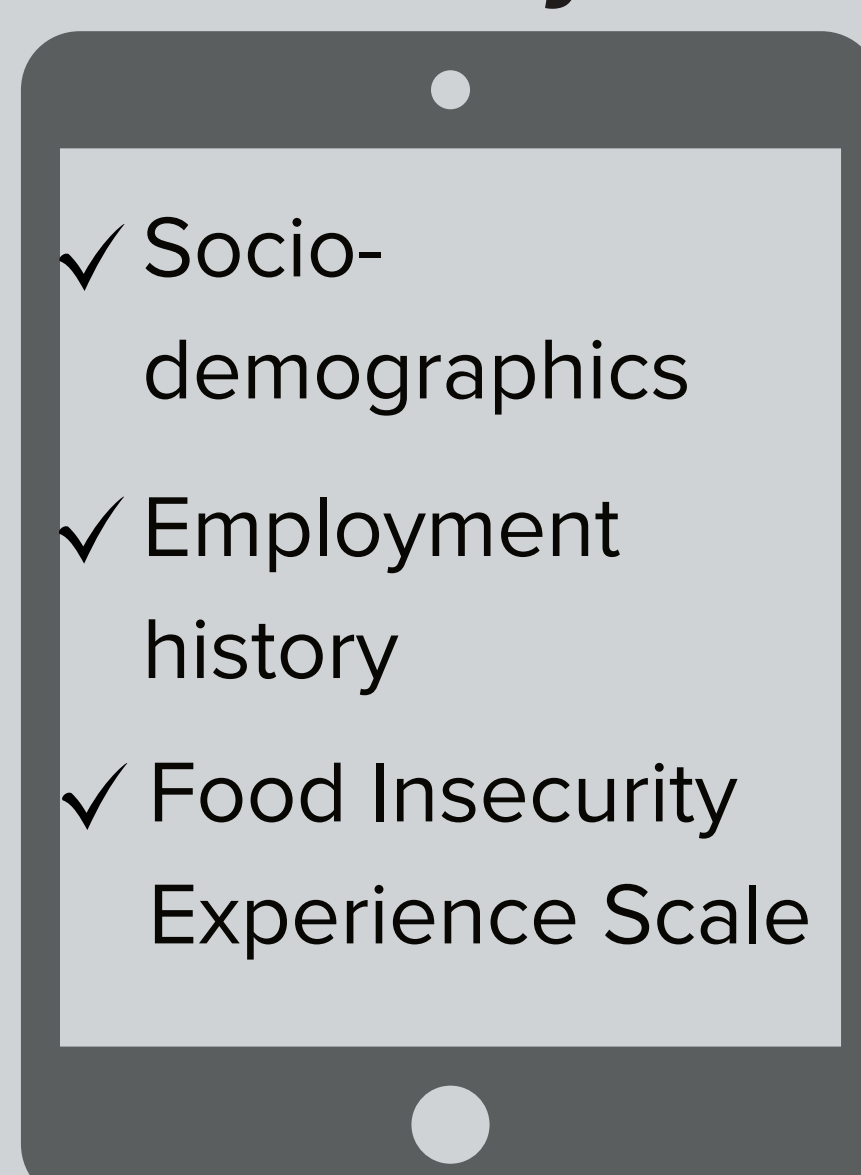 ✓ Socio-
demographics
✓ Employment
history
✓ Food Insecurity
Experience Scale